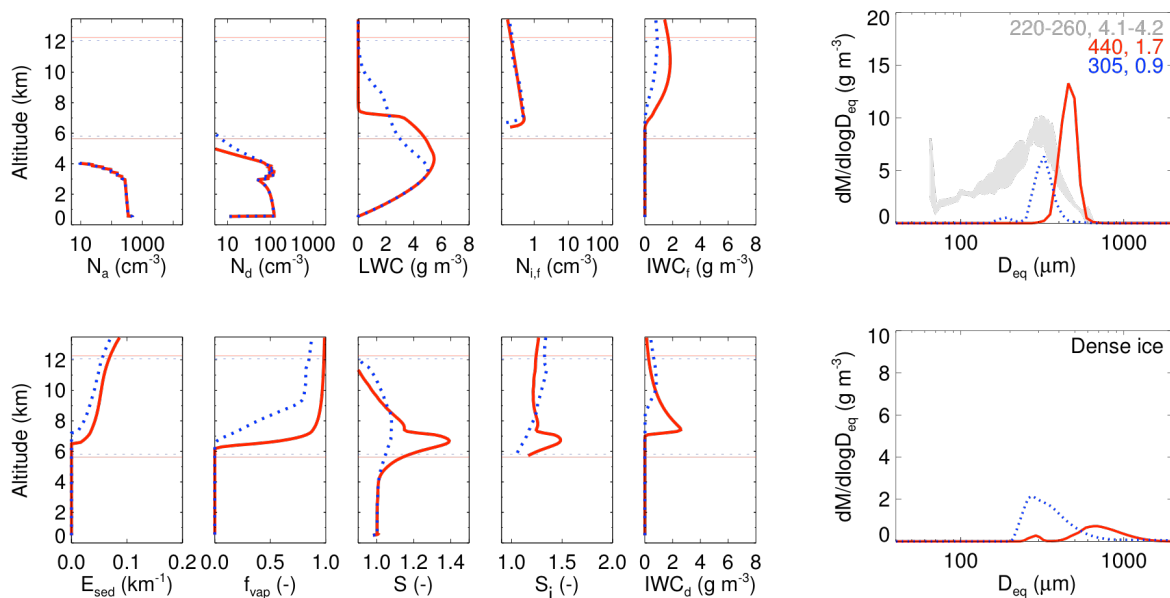 12
10
8
6
4
2
0
Altitude (km)
10 1000
Nₐ (cm⁻³)
10 100 1000
N_d (cm⁻³)
0 2 4 6 8
LWC (g m⁻³)
1 10 100
N_i,f (cm⁻³)
0 2 4 6 8
IWC_f (g m⁻³)
20
15
10
5
0
dM/dlogD_eq (g m⁻³)
220-260, 4.1-4.2
440, 1.7
305, 0.9
100 1000
D_eq (μm)
12
10
8
6
4
2
0
Altitude (km)
0.0 0.1 0.2
E_sed (km⁻¹)
0.0 0.5 1.0
f_vap (-)
1.0 1.2 1.4
S (-)
1.0 1.5 2.0
S_i (-)
0 2 4 6 8
IWC_d (g m⁻³)
10
8
6
4
2
0
dM/dlogD_eq (g m⁻³)
Dense ice
100 1000
D_eq (μm)